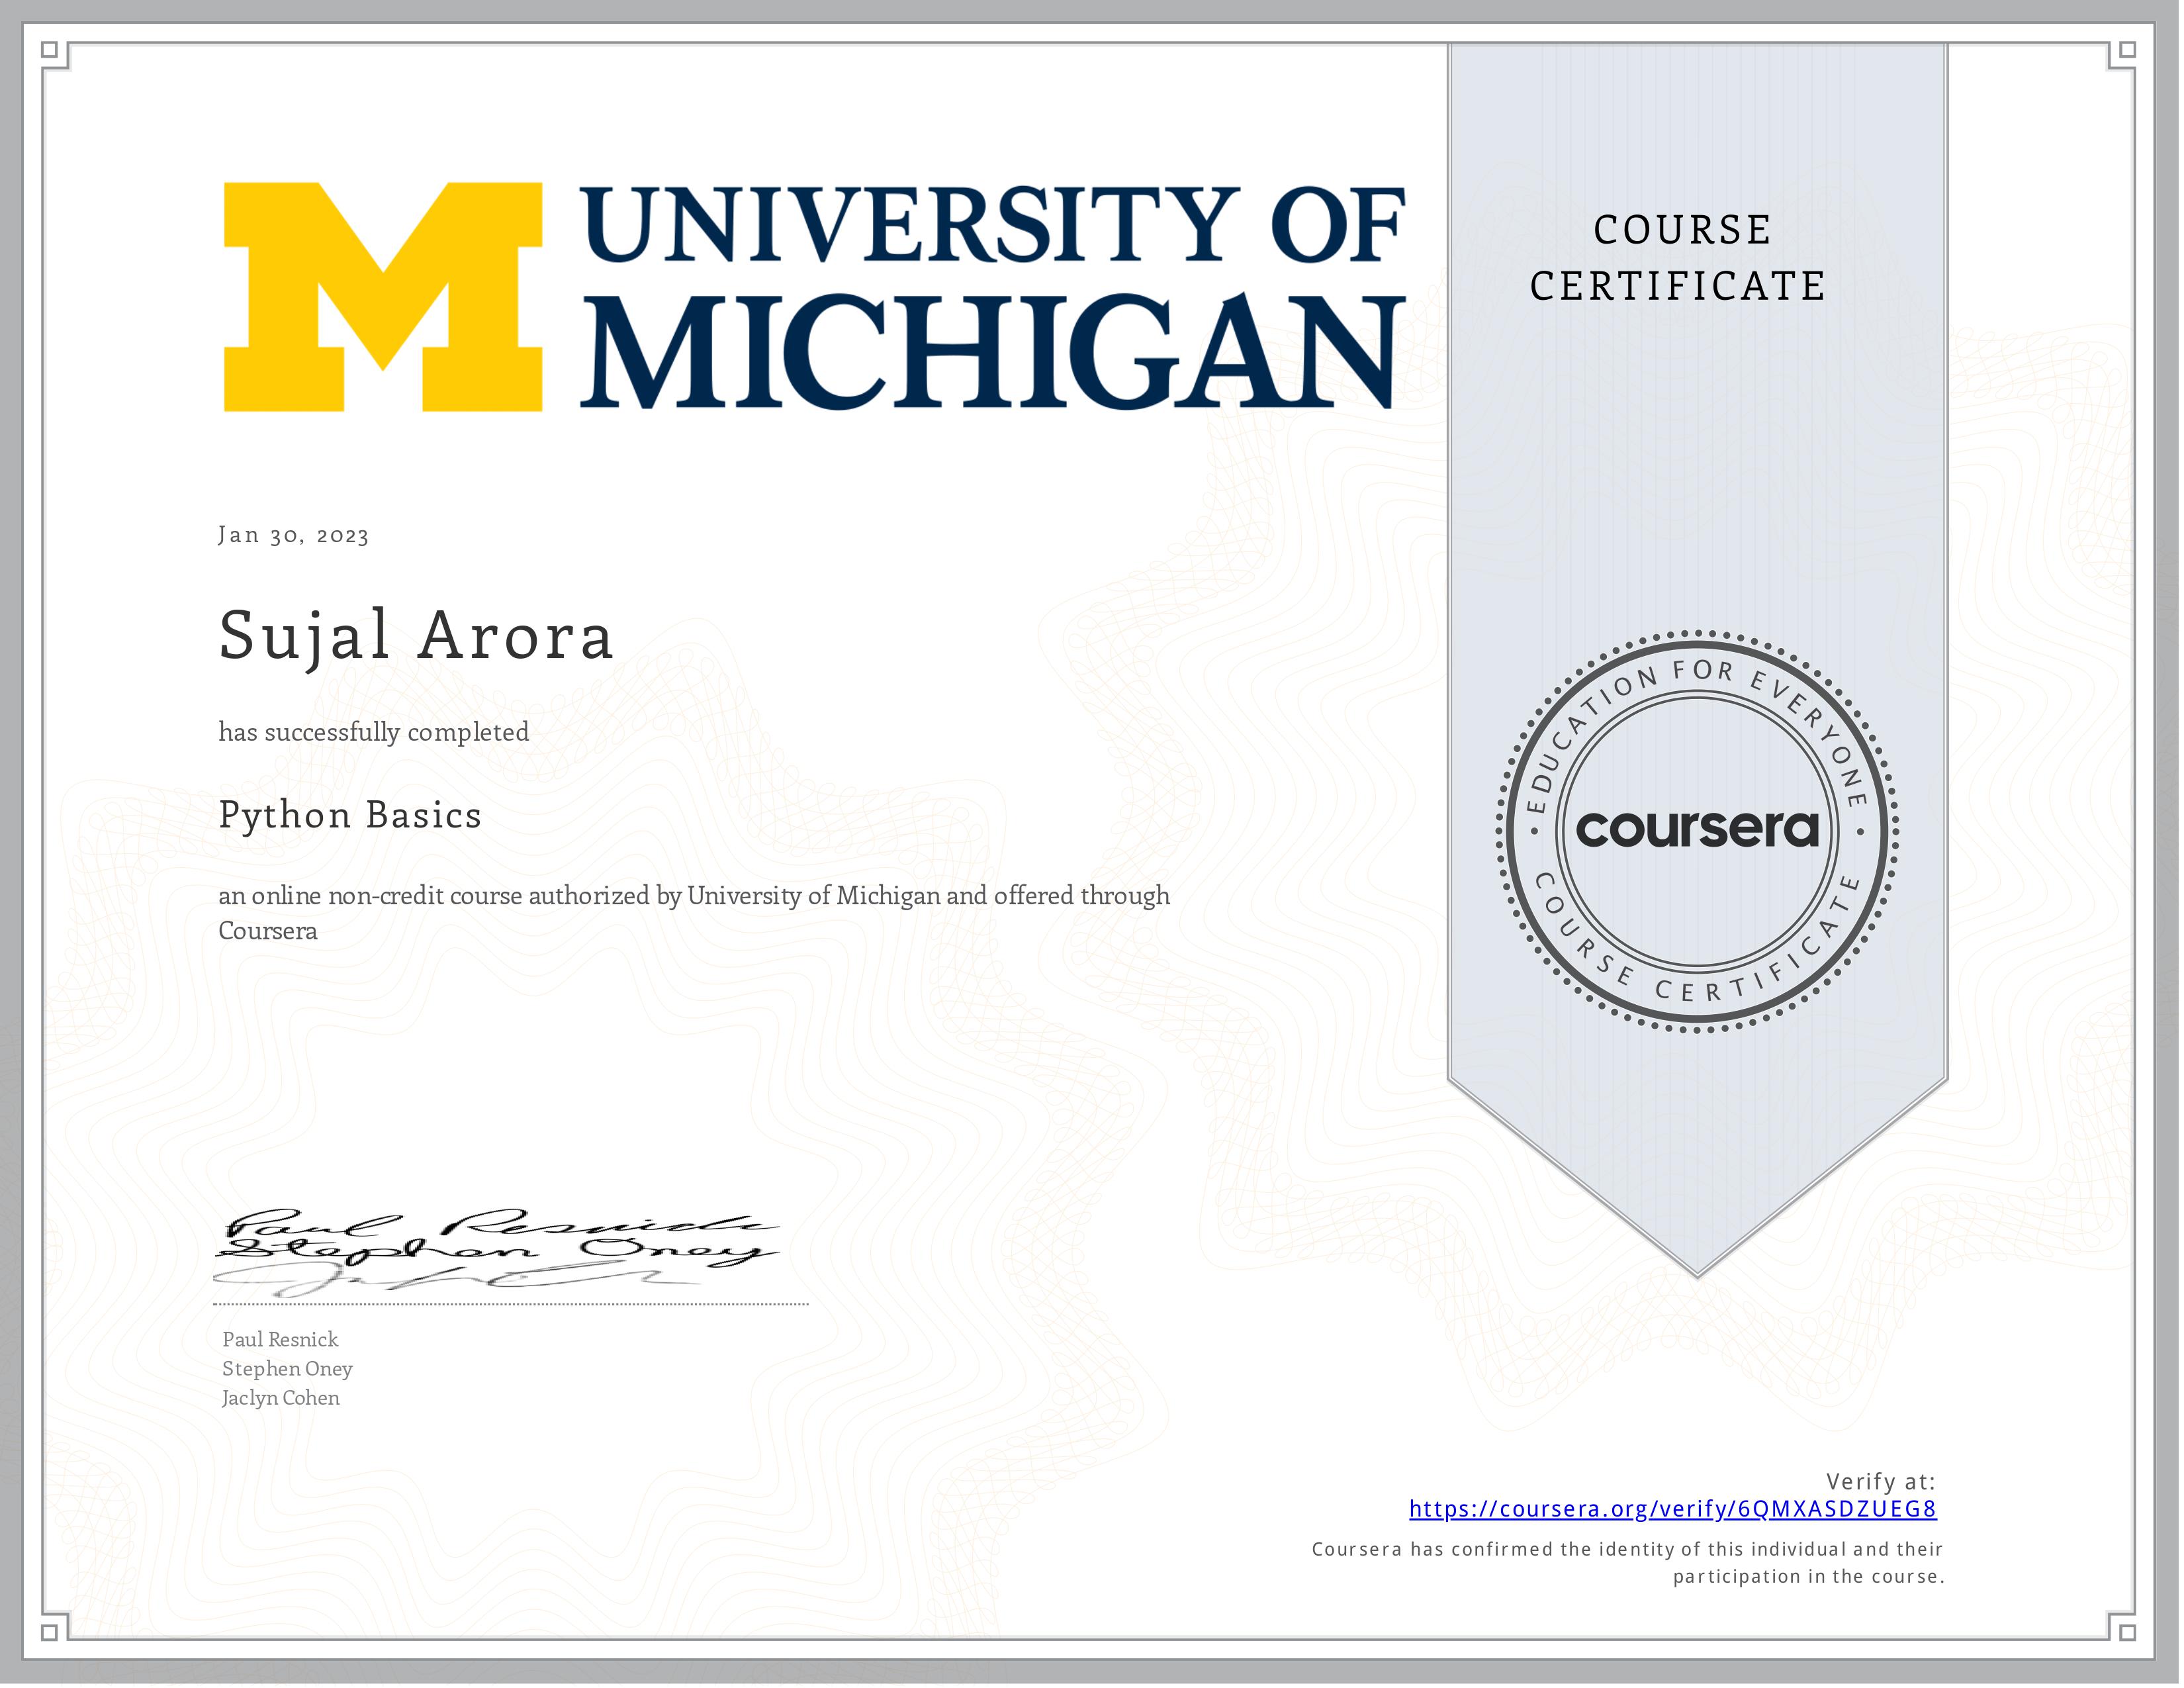 UNIVERSITY OF
MICHIGAN
COURSE
CERTIFICATE
Jan 30, 2023
Sujal Arora
has successfully completed
Python Basics
an online non-credit course authorized by University of Michigan and offered through
Coursera
EDUCATION FOR EVERYONE
coursera
COURSE CERTIFICATE
Paul Resnick
Stephen Oney
Paul Resnick
Stephen Oney
Jaclyn Cohen
Verify at:
https://coursera.org/verify/6QMXASDZUEG8
Coursera has confirmed the identity of this individual and their
participation in the course.